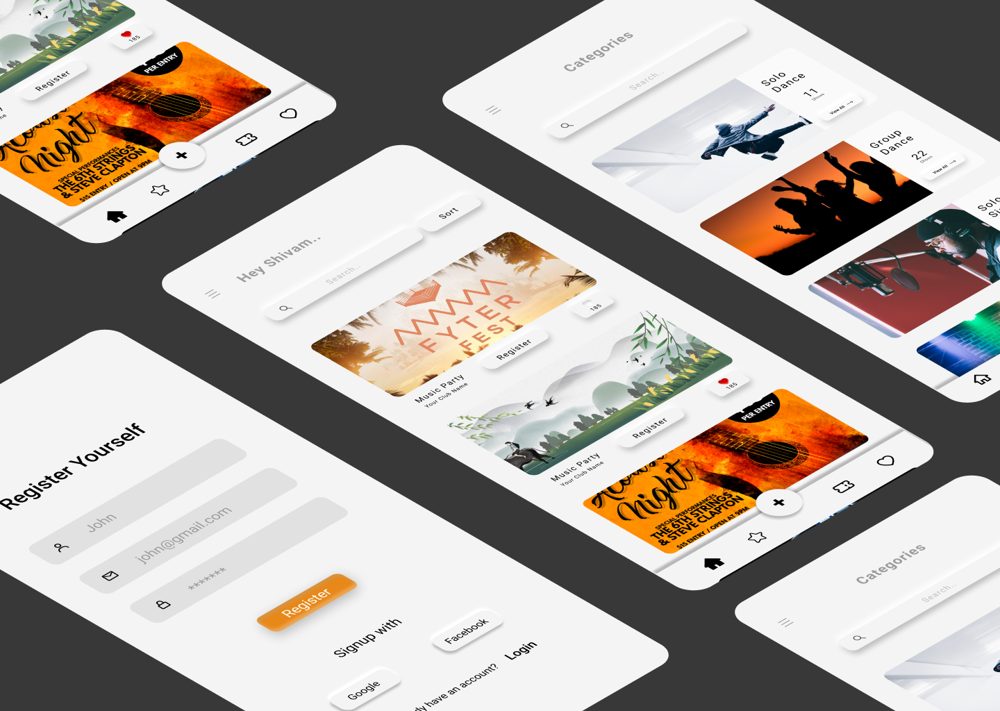 185
Register
PER ENTRY
Night
SPECIAL PERFORMANCES
THE 6TH STRINGS
& STEVE CLAPTON
$15 ENTRY / OPEN AT 9PM
Categories
Search..
Solo
Dance
11
Shows
View All
Group
Dance
22
Shows
View All
Solo
Hey Shivam..
Search..
Sort
FYTER
FEST
185
Register
Music Party
Your Club Name
185
Register
Music Party
Your Club Name
PER ENTRY
Night
SPECIAL PERFORMANCES
THE 6TH STRINGS
& STEVE CLAPTON
$15 ENTRY / OPEN AT 9PM
Register Yourself
John
john@gmail.com
*******
Register
Signup with
Google
Facebook
have an account? Login
Categories
Search..